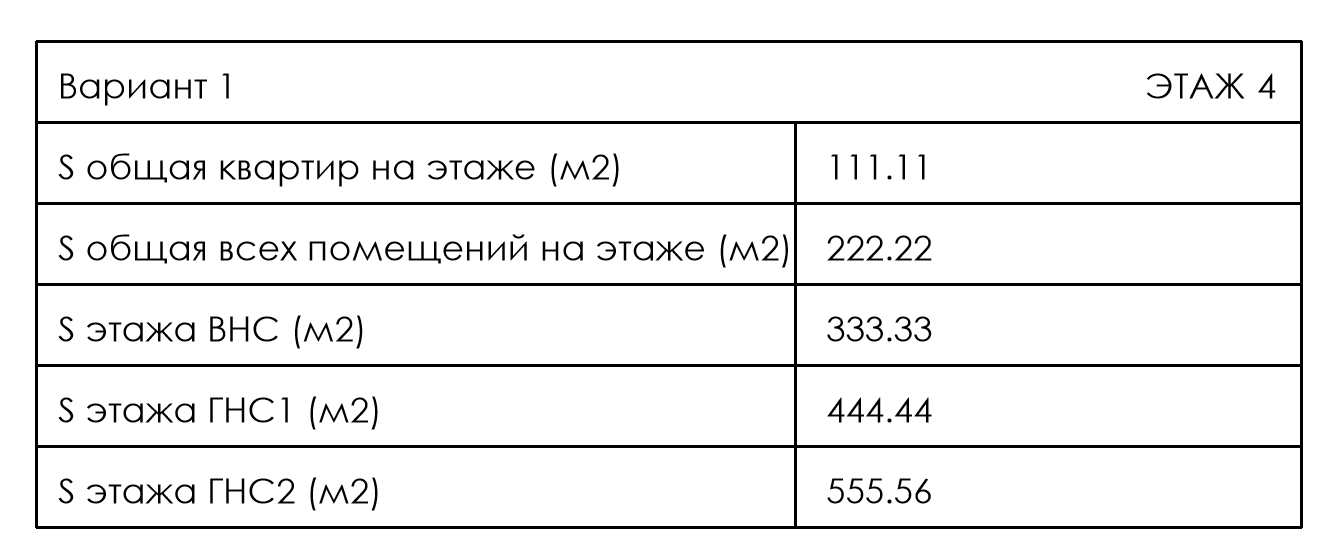 Вариант 1 ЭТАЖ 4
S общая квартир на этаже (м2) 111.11
S общая всех помещений на этаже (м2) 222.22
S этажа ВНС (м2) 333.33
S этажа ГНС1 (м2) 444.44
S этажа ГНС2 (м2) 555.56